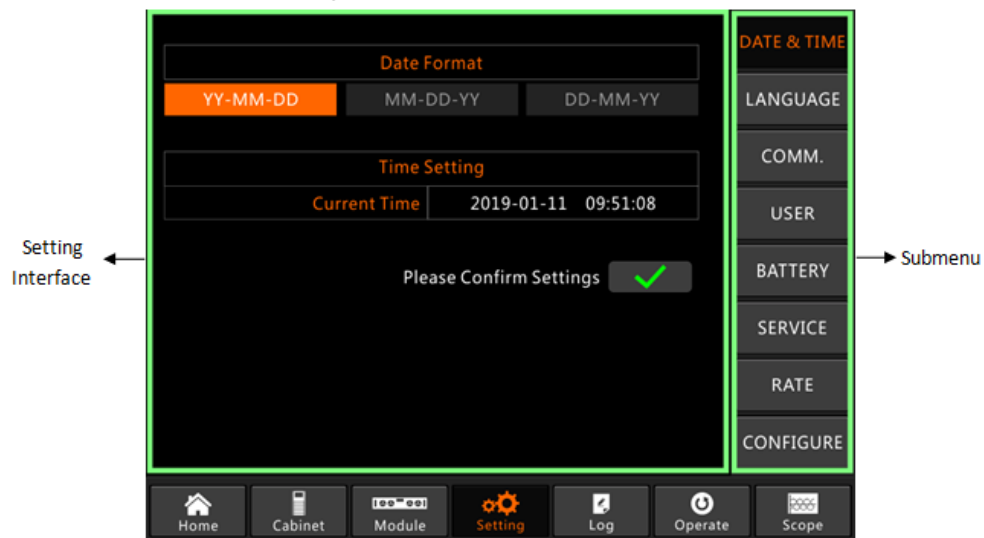 Date Format
YY-MM-DD MM-DD-YY DD-MM-YY
Time Setting
Current Time 2019-01-11 09:51:08
Please Confirm Settings
DATE & TIME
LANGUAGE
COMM.
USER
BATTERY
SERVICE
RATE
CONFIGURE
Setting
Interface
Submenu
Home Cabinet Module Setting Log Operate Scope